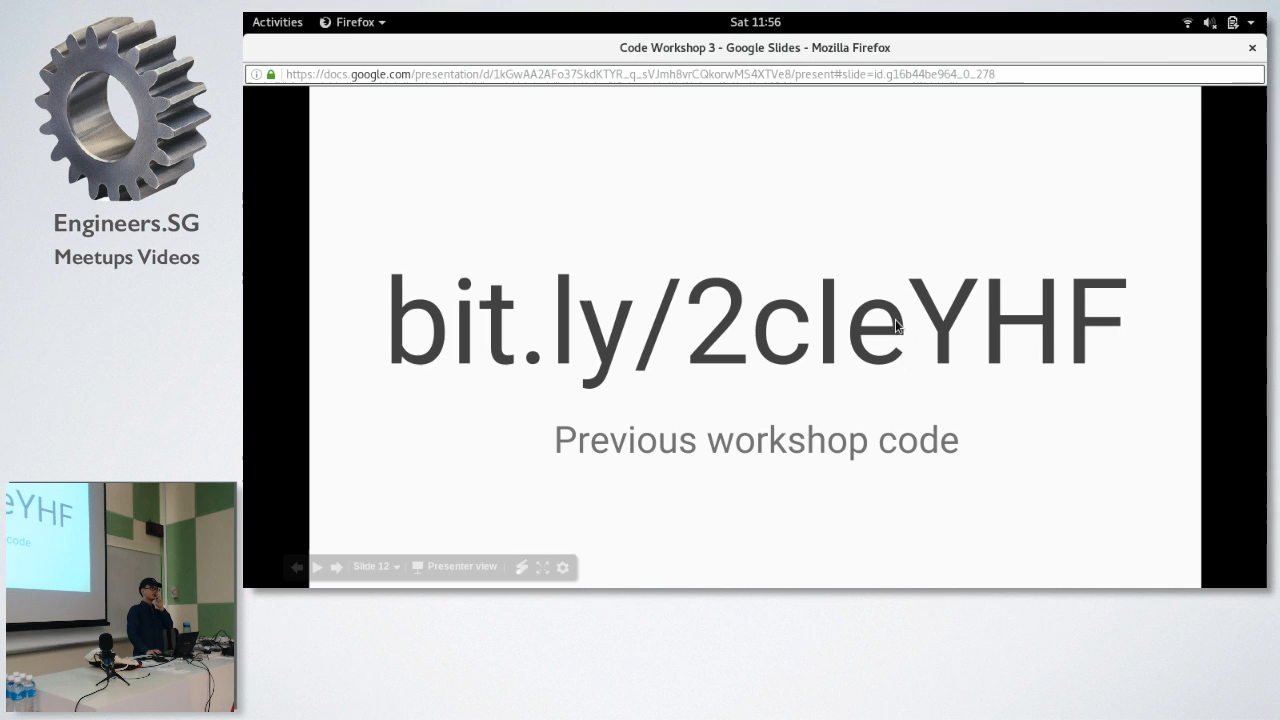 Activities
Firefox
Sat 11:56
Code Workshop 3 - Google Slides - Mozilla Firefox
https://docs.google.com/presentation/d/1kGwAA2AFo37SkdKTYR_q_sVJmh8vrCQkorwMS4XTVe8/present#slide=id.g16b44be964_0_278
Engineers.SG
Meetups Videos
bit.ly/2cIeYHF
Previous workshop code
Slide 12
Presenter view
eYHF
code